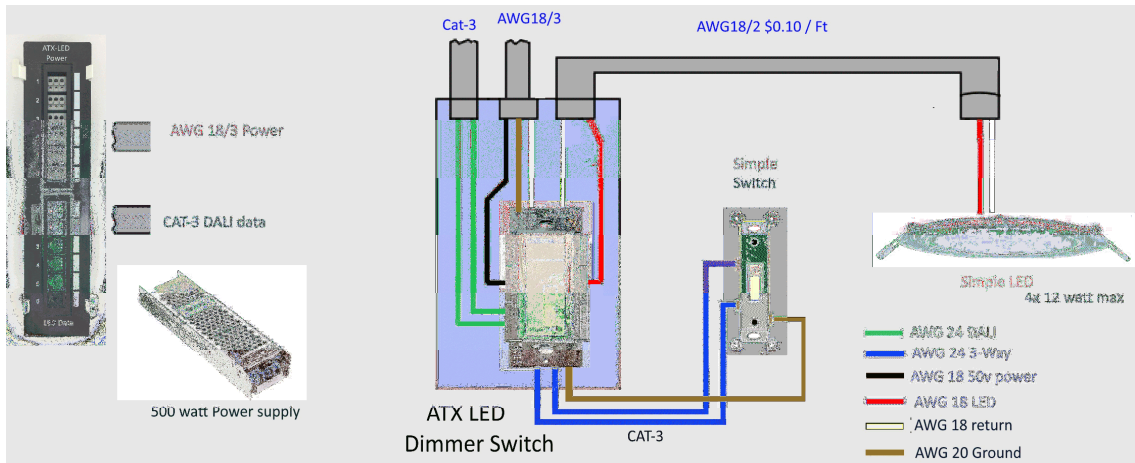 Cat-3
AWG18/3
AWG18/2 $0.10 / Ft
ATX-LED
Power
1
2
AWG 18/3 Power
CAT-3 DALI data
500 watt Power supply
ATX LED
Dimmer Switch
CAT-3
Simple
Switch
Simple LED
4x 12 watt max
AWG 24 DALI
AWG 24 3-Way
AWG 18 50v power
AWG 18 LED
AWG 18 return
AWG 20 Ground